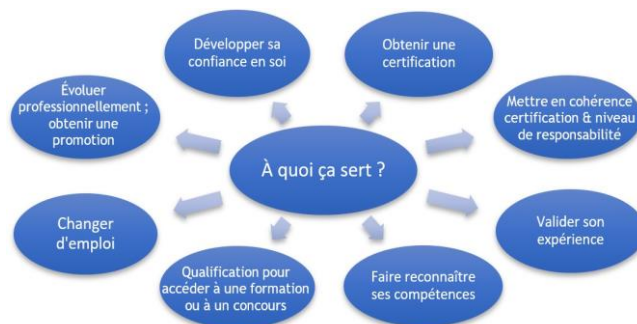 Développer sa
confiance en soi
Obtenir une
certification
Évoluer
professionnellement ;
obtenir une
promotion
Mettre en cohérence
certification & niveau
de responsabilité
À quoi ça sert ?
Changer
d'emploi
Valider son
expérience
Qualification pour
accéder à une formation
ou à un concours
Faire reconnaître
ses compétences